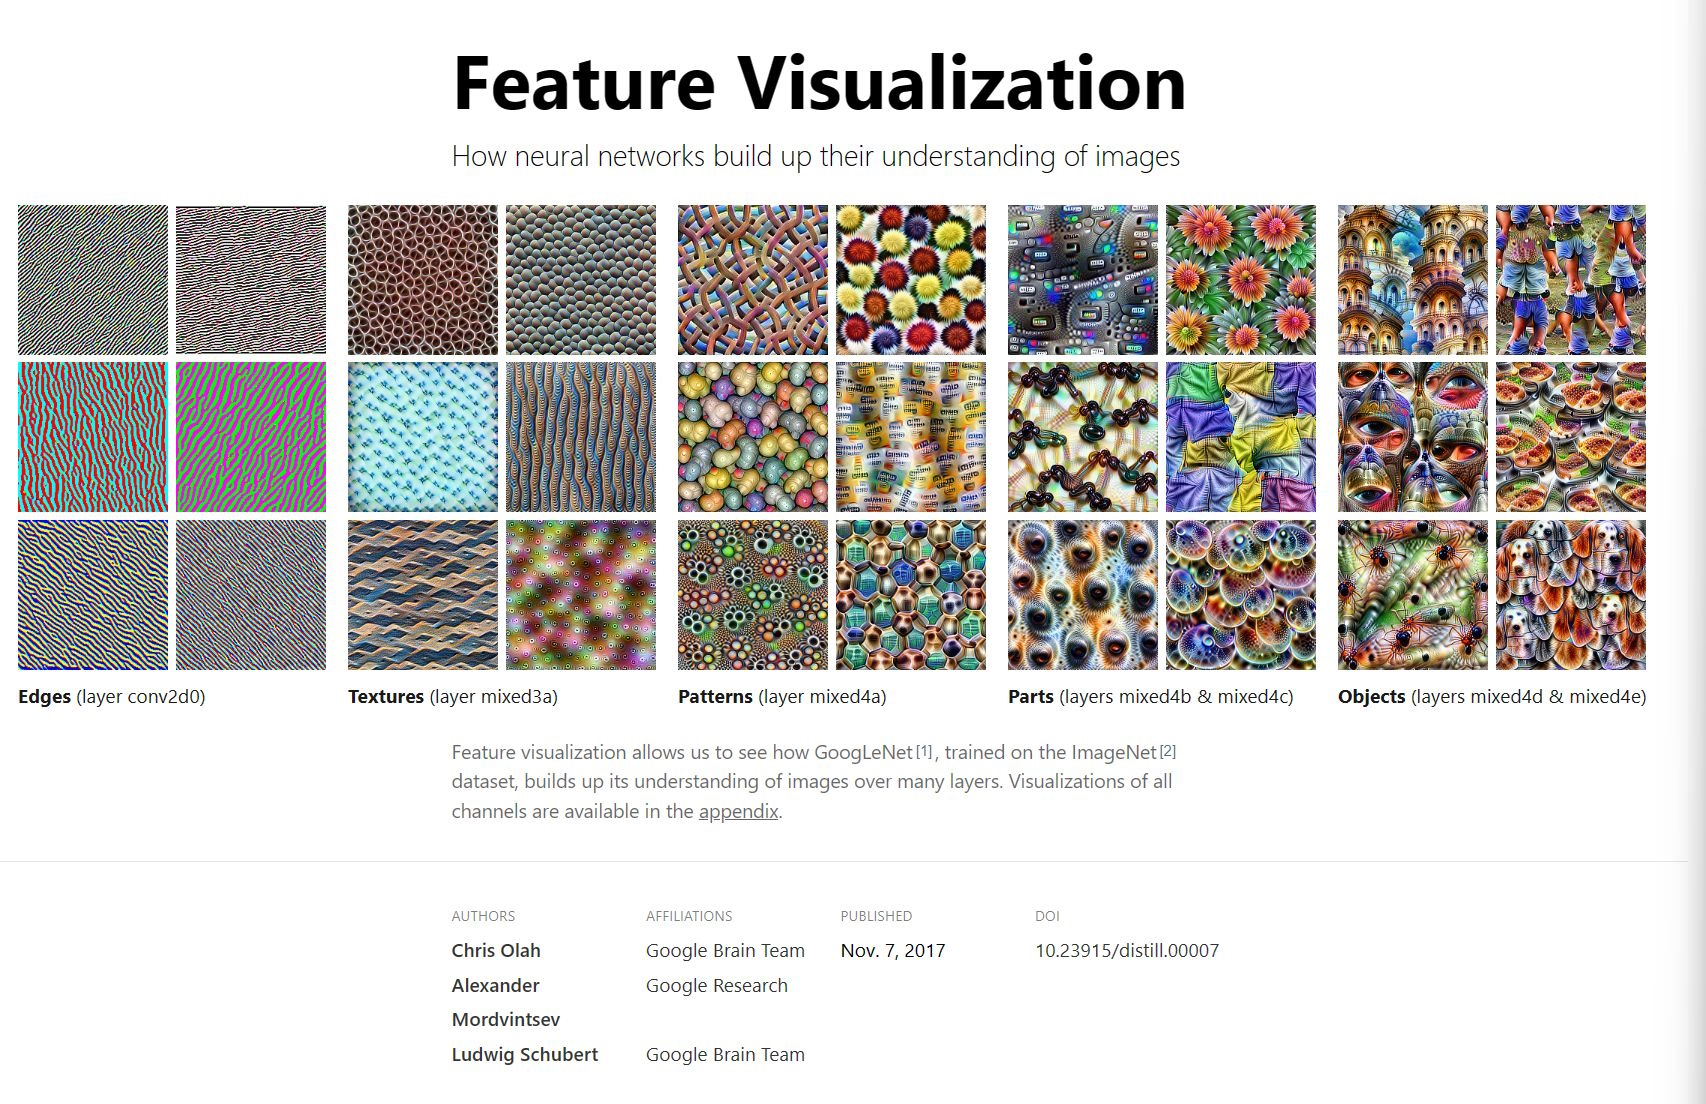 Feature Visualization
How neural networks build up their understanding of images
Edges (layer conv2d0)
Textures (layer mixed3a)
Patterns (layer mixed4a)
Parts (layers mixed4b & mixed4c)
Objects (layers mixed4d & mixed4e)
Feature visualization allows us to see how GoogLeNet[1], trained on the ImageNet[2]
dataset, builds up its understanding of images over many layers. Visualizations of all
channels are available in the appendix.
AUTHORS AFFILIATIONS PUBLISHED DOI
Chris Olah Google Brain Team Nov. 7, 2017 10.23915/distill.00007
Alexander Google Research
Mordvintsev
Ludwig Schubert Google Brain Team